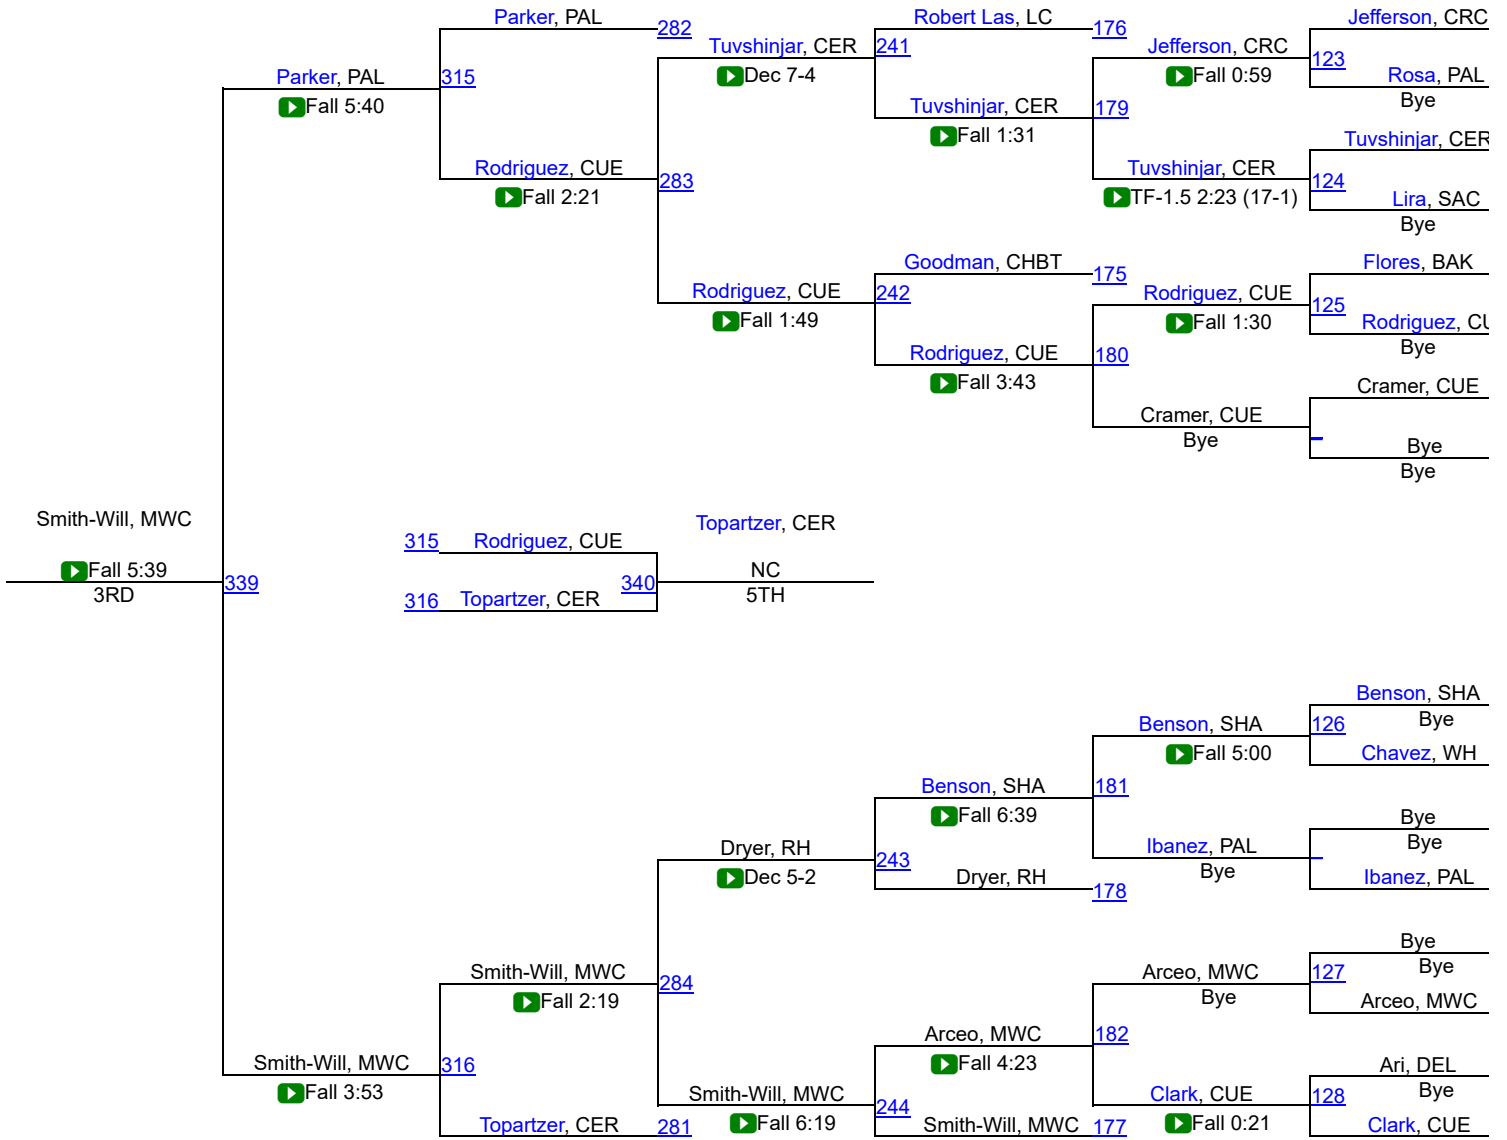 Parker, PAL
282
Robert Las, LC
176
Jefferson, CRC
Tuvshinjar, CER
241
Jefferson, CRC
123
Dec 7-4
Fall 0:59
Rosa, PAL
Parker, PAL
315
Bye
Fall 5:40
Tuvshinjar, CER
179
Fall 1:31
Tuvshinjar, CER
Rodriguez, CUE
283
Tuvshinjar, CER
124
Fall 2:21
TF-1.5 2:23 (17-1)
Lira, SAC
Bye
Goodman, CHBT
175
Flores, BAK
Rodriguez, CUE
242
Rodriguez, CUE
125
Fall 1:49
Fall 1:30
Rodriguez, CU
Rodriguez, CUE
180
Bye
Fall 3:43
Cramer, CUE
Cramer, CUE
Bye
Bye
Bye
Smith-Will, MWC
Topartzer, CER
315
Rodriguez, CUE
Fall 5:39
339
340
NC
3RD
316
Topartzer, CER
5TH
Benson, SHA
Benson, SHA
126
Bye
Fall 5:00
Chavez, WH
Benson, SHA
181
Fall 6:39
Bye
Dryer, RH
243
Ibanez, PAL
Bye
Dec 5-2
Dryer, RH
178
Bye
Ibanez, PAL
Bye
Smith-Will, MWC
284
Arceo, MWC
127
Bye
Fall 2:19
Bye
Arceo, MWC
Arceo, MWC
182
Smith-Will, MWC
316
Fall 4:23
Ari, DEL
Fall 3:53
Smith-Will, MWC
244
Clark, CUE
128
Bye
Topartzer, CER
281
Fall 6:19
Smith-Will, MWC
177
Fall 0:21
Clark, CUE